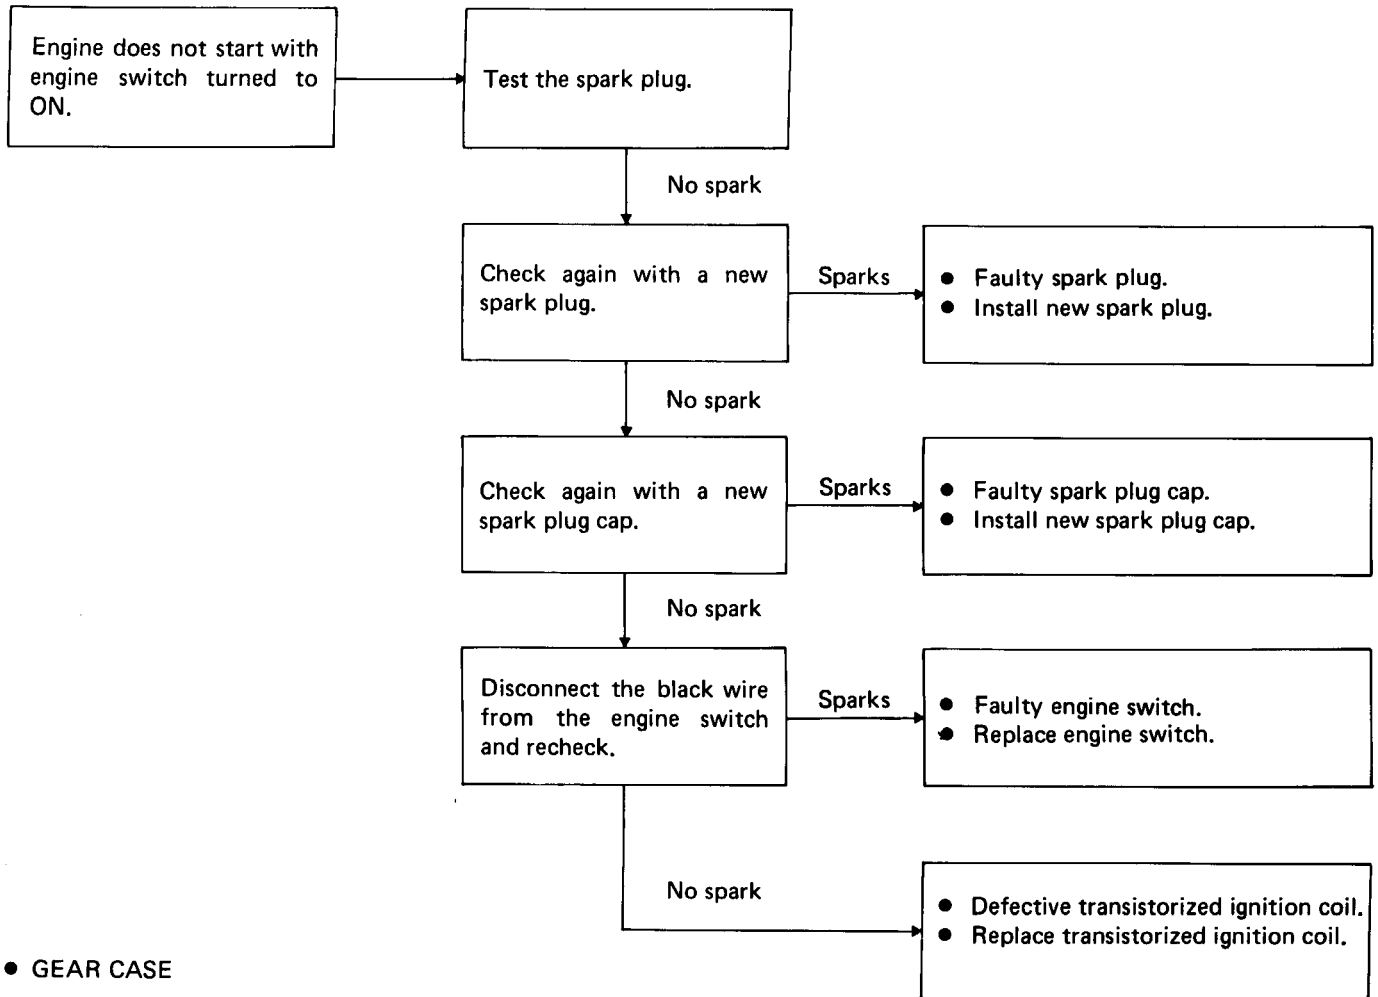 Engine does not start with
engine switch turned to
ON.
Test the spark plug.
No spark
Check again with a new
spark plug.
Sparks
● Faulty spark plug.
● Install new spark plug.
No spark
Check again with a new
spark plug cap.
Sparks
● Faulty spark plug cap.
● Install new spark plug cap.
No spark
Disconnect the black wire
from the engine switch
and recheck.
Sparks
● Faulty engine switch.
● Replace engine switch.
No spark
● Defective transistorized ignition coil.
● Replace transistorized ignition coil.
● GEAR CASE